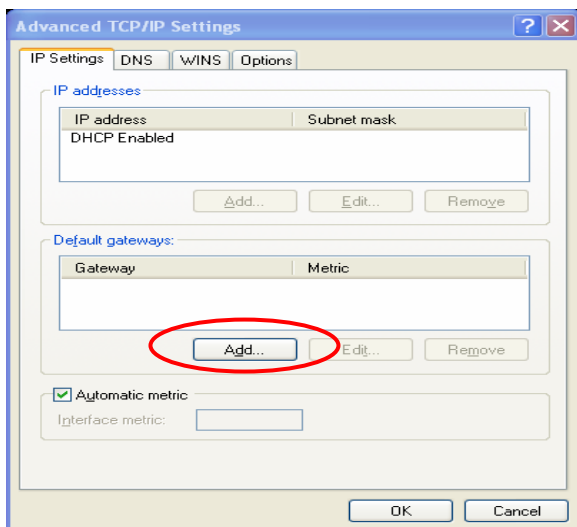 Advanced TCP/IP Settings
IP Settings DNS WINS Options
IP addresses
IP address Subnet mask
DHCP Enabled
Add... Edit... Remove
Default gateways:
Gateway Metric
Add... Edit... Remove
Automatic metric
Interface metric:
OK Cancel